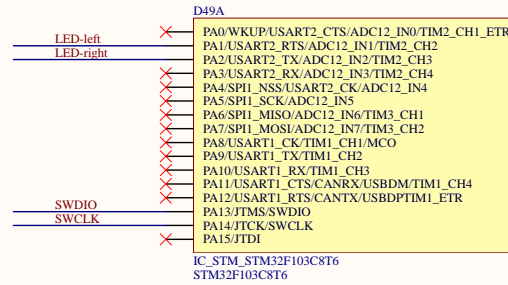 D49A
PA0/WKUP/USART2_CTS/ADC12_IN0/TIM2_CH1_ETR
LED-left
PA1/USART2_RTS/ADC12_IN1/TIM2_CH2
LED-right
PA2/USART2_TX/ADC12_IN2/TIM2_CH3
PA3/USART2_RX/ADC12_IN3/TIM2_CH4
PA4/SPI1_NSS/USART2_CK/ADC12_IN4
PA5/SPI1_SCK/ADC12_IN5
PA6/SPI1_MISO/ADC12_IN6/TIM3_CH1
PA7/SPI1_MOSI/ADC12_IN7/TIM3_CH2
PA8/USART1_CK/TIM1_CH1/MCO
PA9/USART1_TX/TIM1_CH2
PA10/USART1_RX/TIM1_CH3
PA11/USART1_CTS/CANRX/USBDM/TIM1_CH4
PA12/USART1_RTS/CANTX/USBDPTIM1_ETR
SWDIO
PA13/JTMS/SWDIO
SWCLK
PA14/JTCK/SWCLK
PA15/JTDI
IC_STM_STM32F103C8T6
STM32F103C8T6